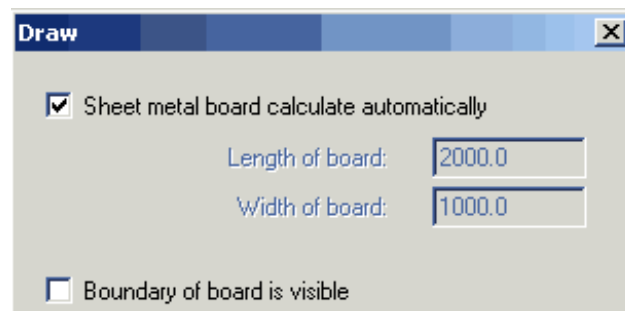 Draw
Sheet metal board calculate automatically
Length of board: 2000.0
Width of board: 1000.0
Boundary of board is visible